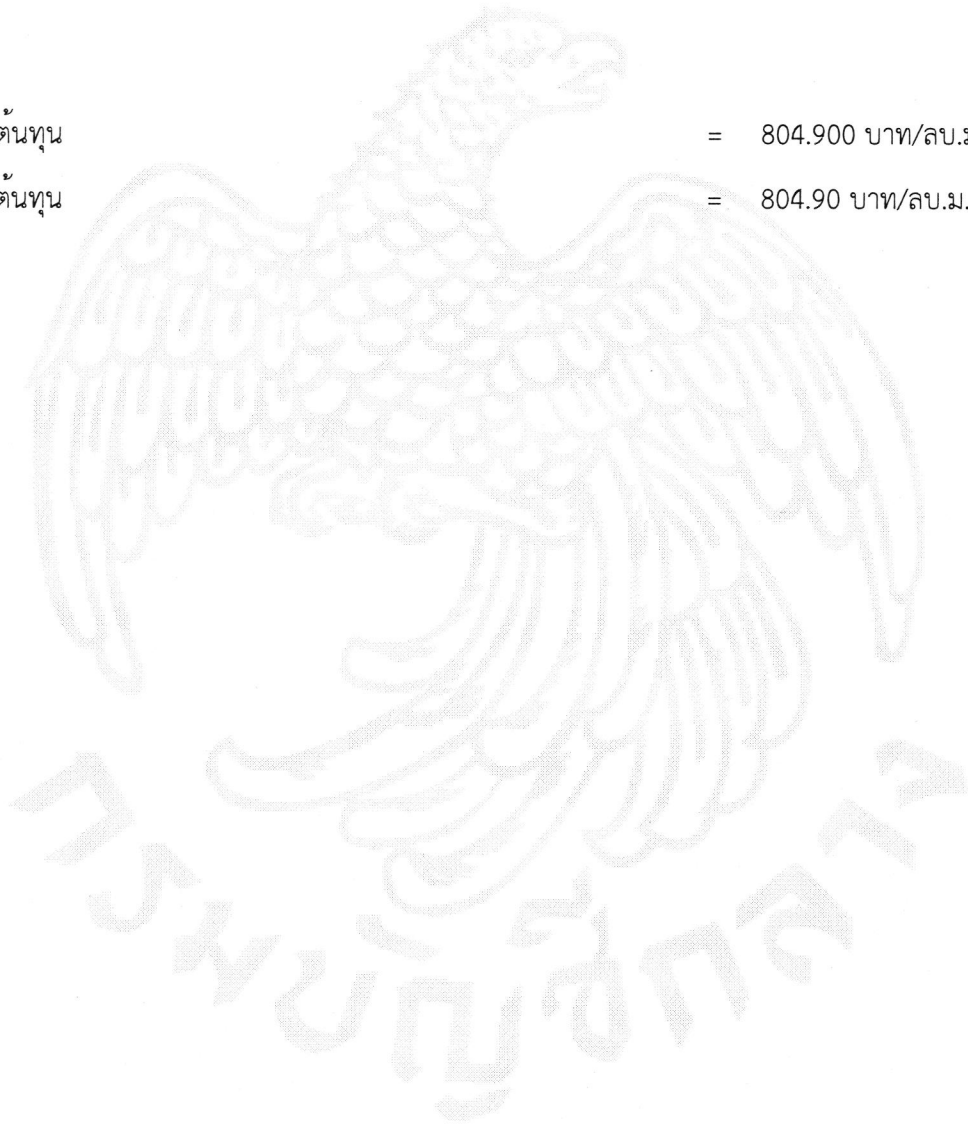 ต้นทุน = 804.900 บาท/ลบ.ม
ต้นทุน = 804.90 บาท/ลบ.ม.
กรมบัญชีกลาง